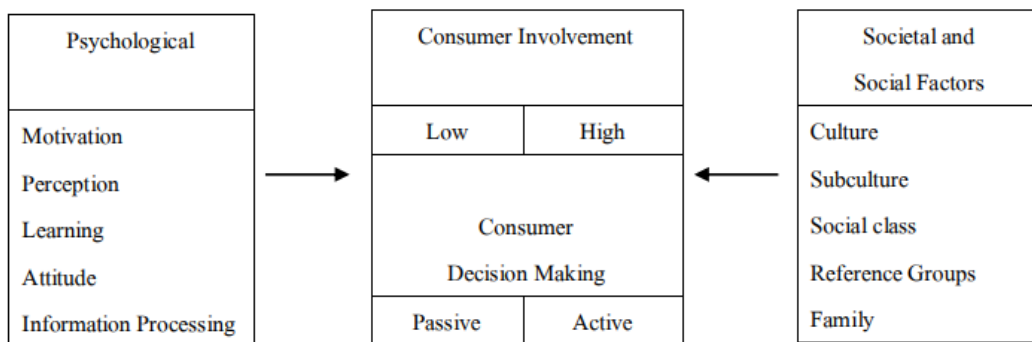 Psychological
Motivation
Perception
Learning
Attitude
Information Processing
Consumer Involvement
Low High
Consumer
Decision Making
Passive Active
Societal and
Social Factors
Culture
Subculture
Social class
Reference Groups
Family